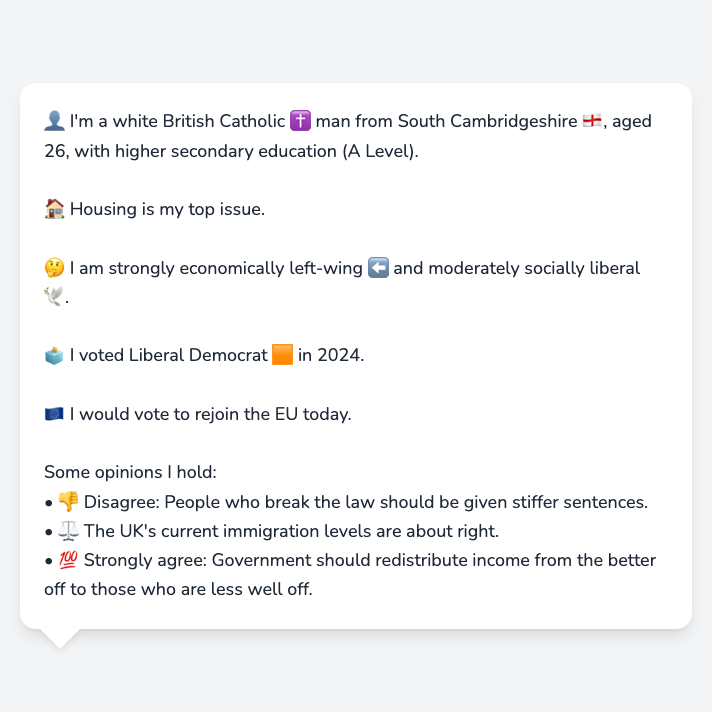 👤 I'm a white British Catholic ✝️ man from South Cambridgeshire 🏴󠁧󠁢󠁥󠁮󠁧󠁿, aged
26, with higher secondary education (A Level).
🏠 Housing is my top issue.
🤔 I am strongly economically left-wing ⬅️ and moderately socially liberal
🕊️.
🗳️ I voted Liberal Democrat 🟧 in 2024.
🇪🇺 I would vote to rejoin the EU today.
Some opinions I hold:
• 👎 Disagree: People who break the law should be given stiffer sentences.
• ⚖️ The UK's current immigration levels are about right.
• 💯 Strongly agree: Government should redistribute income from the better
off to those who are less well off.